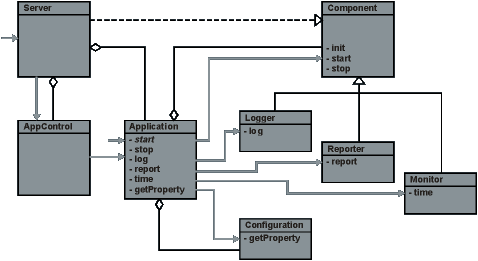 Server
Component
- init
- start
- stop
AppControl
Application
- start
- stop
- log
- report
- time
- getProperty
Logger
- log
Reporter
- report
Monitor
- time
Configuration
- getProperty